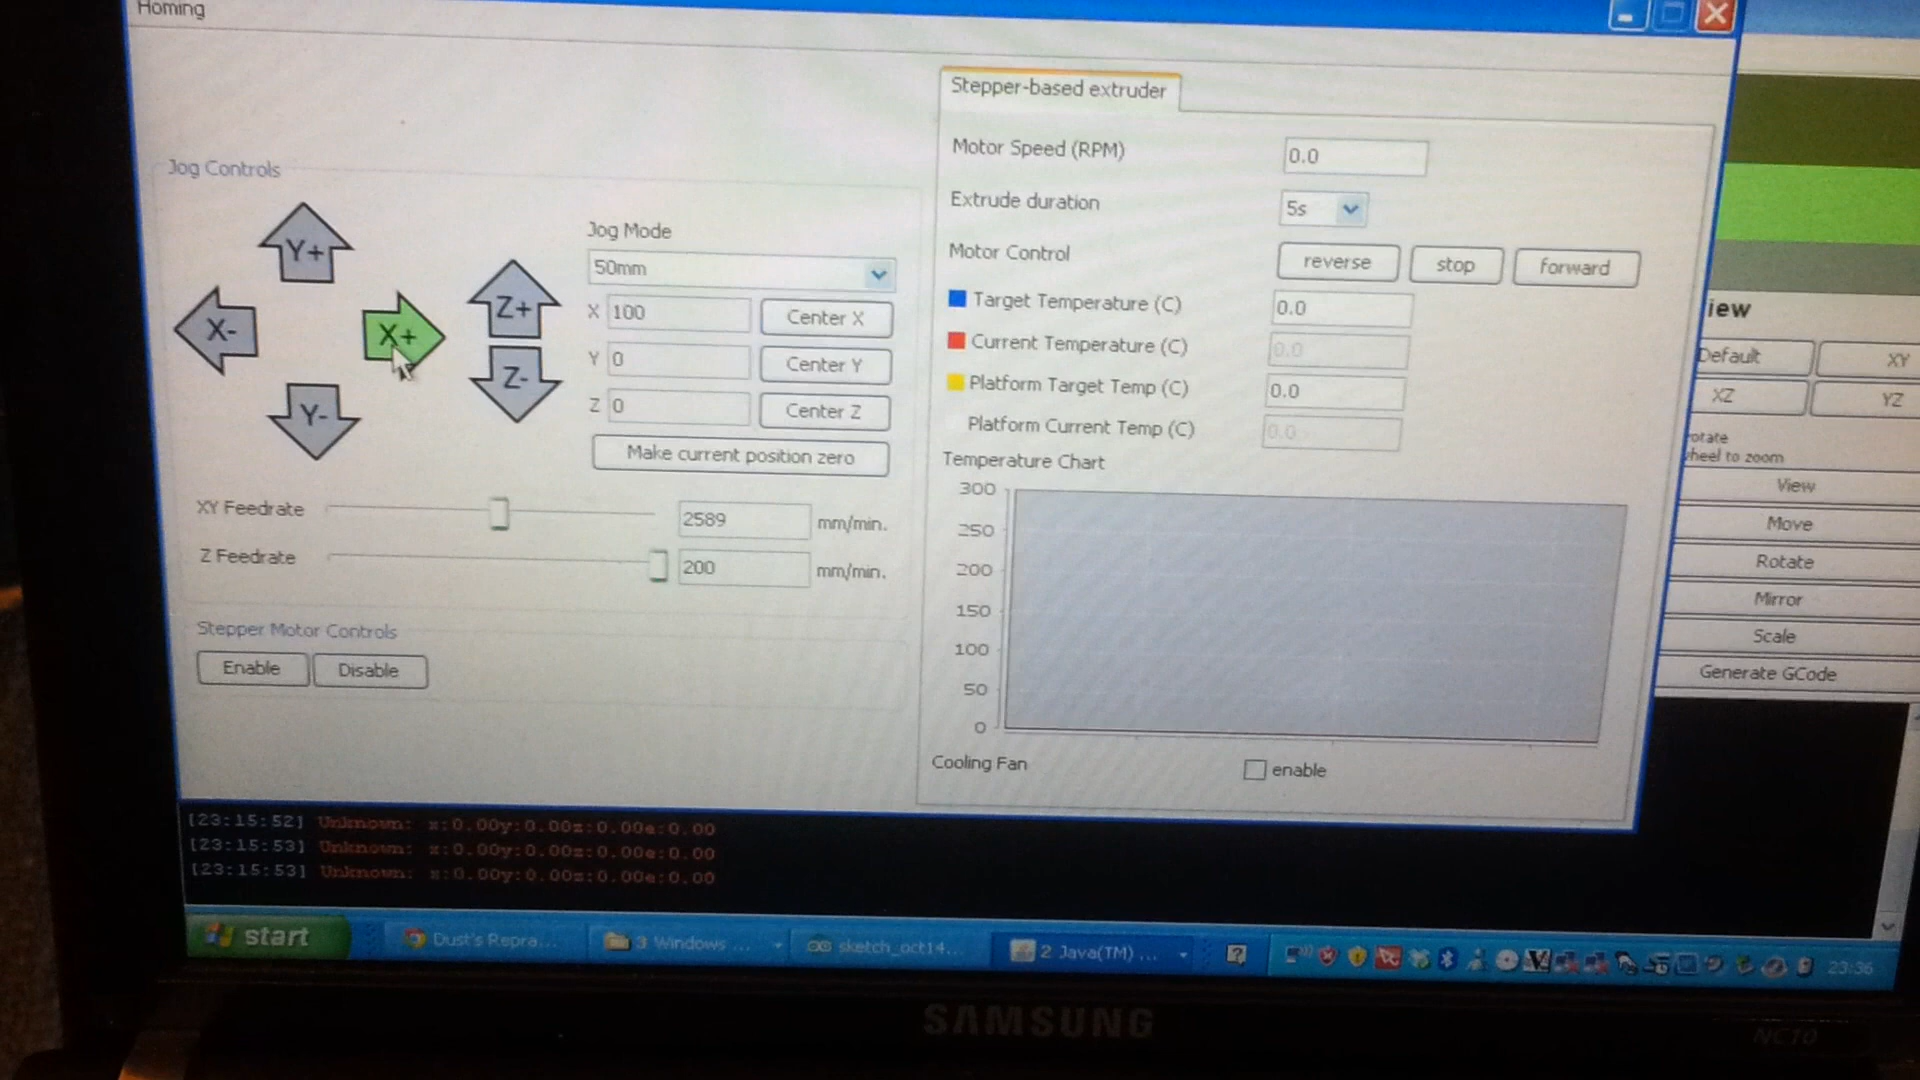 Homing
Stepper-based extruder
Motor Speed (RPM) 0.0
Extrude duration 5s
Motor Control reverse stop forward
Target Temperature (C) 0.0
Current Temperature (C) 0.0
Platform Target Temp (C) 0.0
Platform Current Temp (C) 0.0
Temperature Chart
300
250
200
150
100
50
0
Cooling Fan enable
Jog Controls
Y+
X-
X+
Y-
Z+
Z-
Jog Mode
50mm
X 100 Center X
Y 0 Center Y
Z 0 Center Z
Make current position zero
XY Feedrate 2589 mm/min.
Z Feedrate 200 mm/min.
Stepper Motor Controls
Enable Disable
iew
Default XY
XZ YZ
otate
heel to zoom
View
Move
Rotate
Mirror
Scale
Generate GCode
[23:15:52] Unknown: x:0.00y:0.00z:0.00e:0.00
[23:15:53] Unknown: x:0.00y:0.00z:0.00e:0.00
[23:15:53] Unknown: x:0.00y:0.00z:0.00e:0.00
start Dust's Repra... 3 Windows ... sketch_oct14... 2 Java(TM) ... 23:36
SAMSUNG
NC10